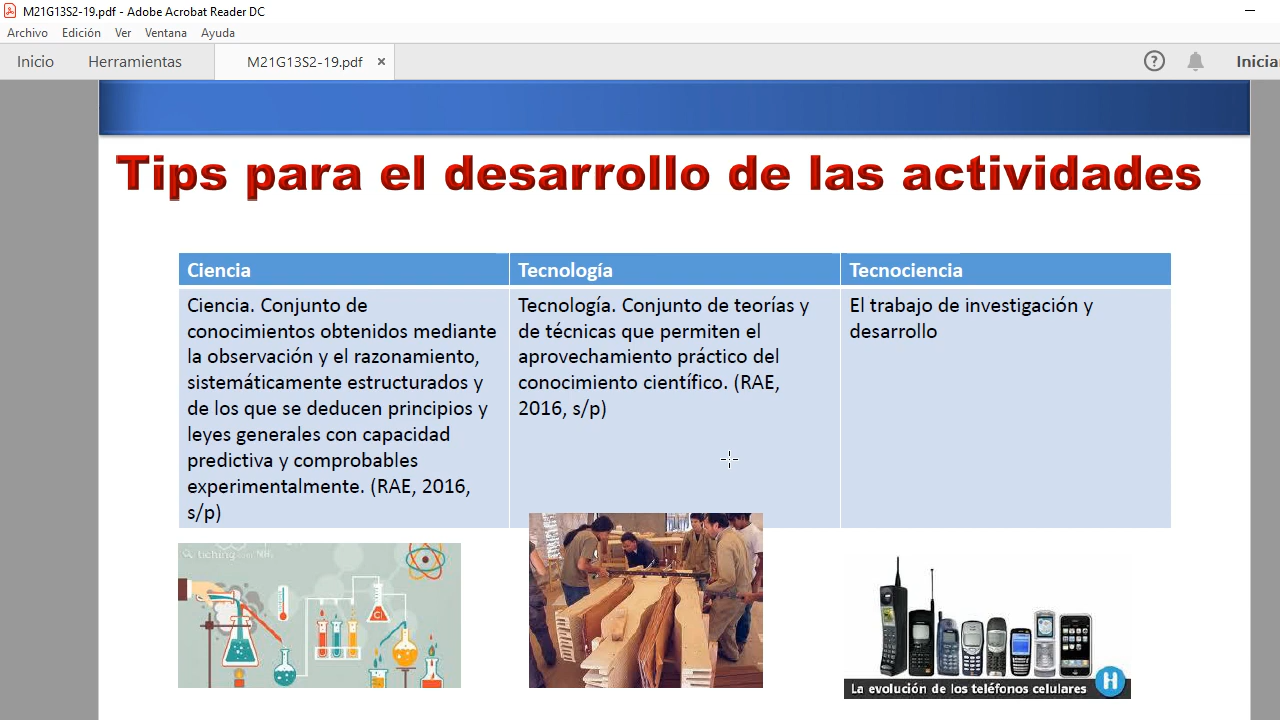 M21G13S2-19.pdf - Adobe Acrobat Reader DC
Archivo Edición Ver Ventana Ayuda
Inicio Herramientas M21G13S2-19.pdf × ? Inicia
Tips para el desarrollo de las actividades
Ciencia
Ciencia. Conjunto de
conocimientos obtenidos mediante
la observación y el razonamiento,
sistemáticamente estructurados y
de los que se deducen principios y
leyes generales con capacidad
predictiva y comprobables
experimentalmente. (RAE, 2016,
s/p)
Tecnología
Tecnología. Conjunto de teorías y
de técnicas que permiten el
aprovechamiento práctico del
conocimiento científico. (RAE,
2016, s/p)
Tecnociencia
El trabajo de investigación y
desarrollo
tiching.com NH₃
Cl
La evolución de los teléfonos celulares H